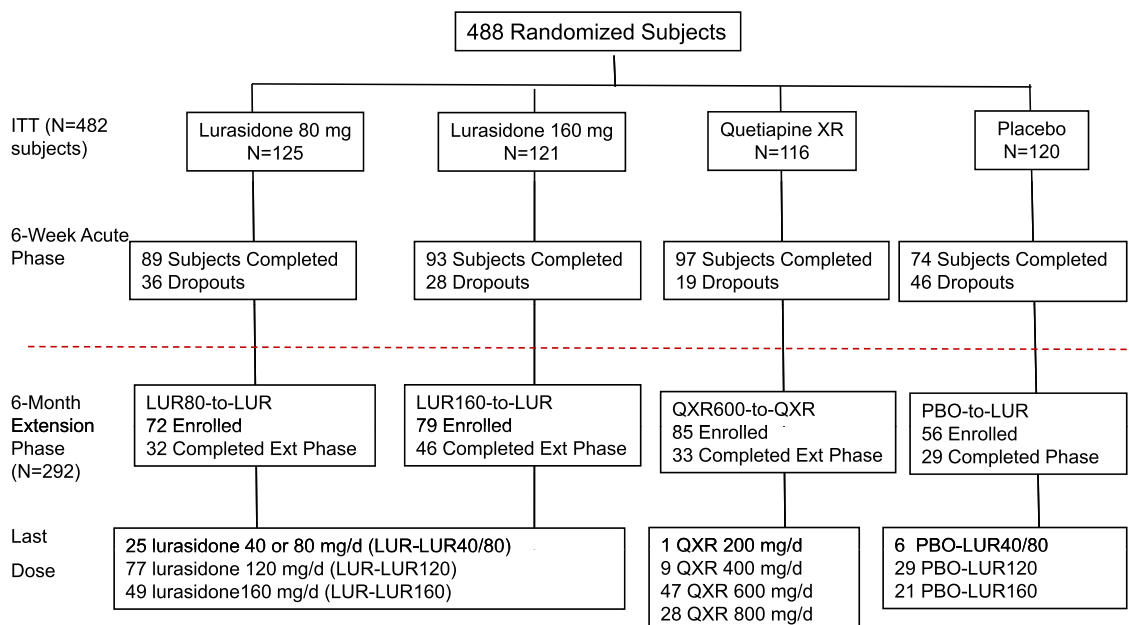 488 Randomized Subjects
ITT (N=482
subjects)
Lurasidone 80 mg
N=125
Lurasidone 160 mg
N=121
Quetiapine XR
N=116
Placebo
N=120
6-Week Acute
Phase
89 Subjects Completed
36 Dropouts
93 Subjects Completed
28 Dropouts
97 Subjects Completed
19 Dropouts
74 Subjects Completed
46 Dropouts
6-Month
Extension
Phase
(N=292)
LUR80-to-LUR
72 Enrolled
32 Completed Ext Phase
LUR160-to-LUR
79 Enrolled
46 Completed Ext Phase
QXR600-to-QXR
85 Enrolled
33 Completed Ext Phase
PBO-to-LUR
56 Enrolled
29 Completed Phase
Last
Dose
25 lurasidone 40 or 80 mg/d (LUR-LUR40/80)
77 lurasidone 120 mg/d (LUR-LUR120)
49 lurasidone160 mg/d (LUR-LUR160)
1 QXR 200 mg/d
9 QXR 400 mg/d
47 QXR 600 mg/d
28 QXR 800 mg/d
6 PBO-LUR40/80
29 PBO-LUR120
21 PBO-LUR160